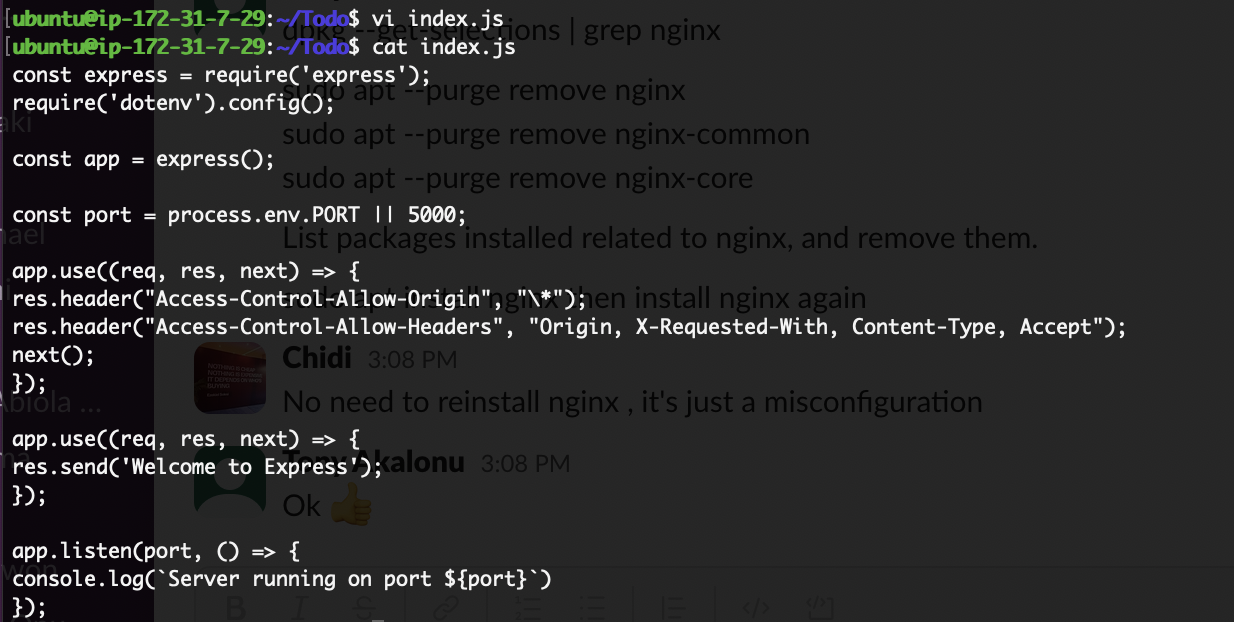 [ubuntu@ip-172-31-7-29:~/Todo$ vi index.js
dpkg --get-selections | grep nginx
[ubuntu@ip-172-31-7-29:~/Todo$ cat index.js
const express = require('express');
sudo apt --purge remove nginx
require('dotenv').config();
aki
sudo apt --purge remove nginx-common
const app = express();
sudo apt --purge remove nginx-core
const port = process.env.PORT || 5000;
nael
List packages installed related to nginx, and remove them.
app.use((req, res, next) => {
res.header("Access-Control-Allow-Origin", "\*");
install nginx then install nginx again
res.header("Access-Control-Allow-Headers", "Origin, X-Requested-With, Content-Type, Accept");
next();
Chidi 3:08 PM
});
Abiola ...
No need to reinstall nginx , it's just a misconfiguration
app.use((req, res, next) => {
res.send('Welcome to Express');
Tony Akalonu 3:08 PM
});
Ok 👍
app.listen(port, () => {
console.log(`Server running on port ${port}`)
});